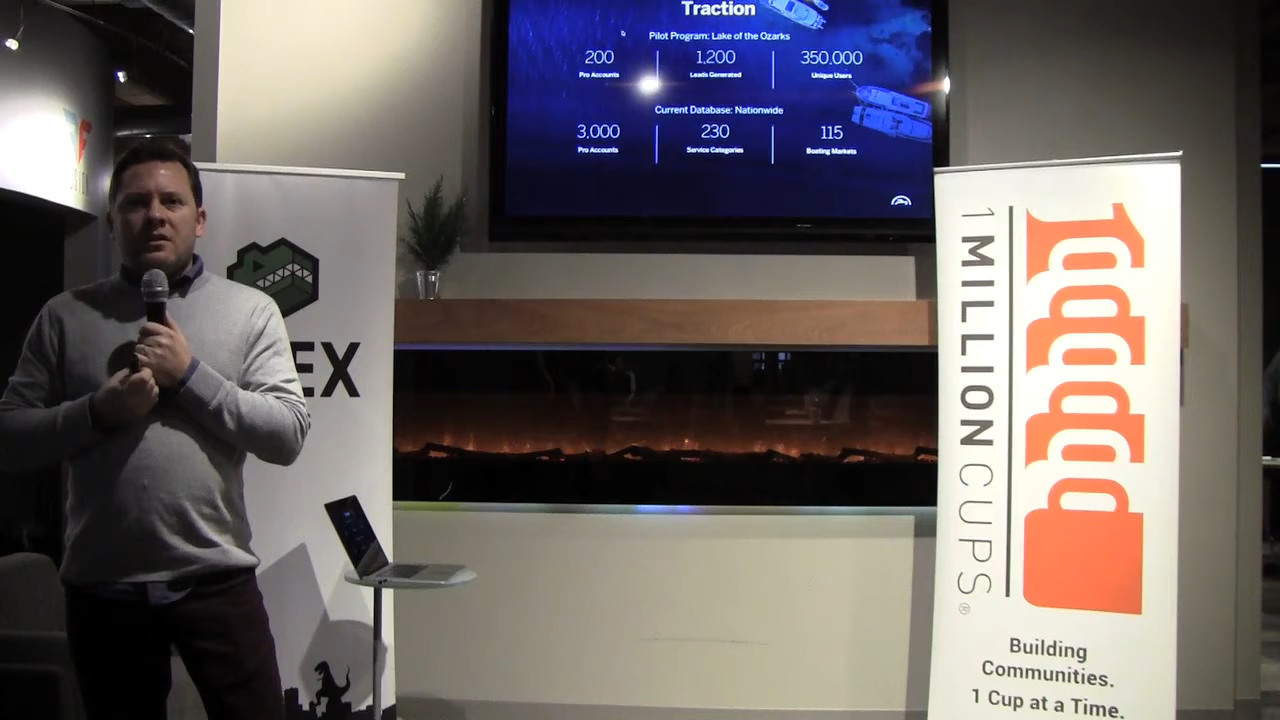 Traction
Pilot Program: Lake of the Ozarks
200 1,200 350,000
Pro Accounts Leads Generated Unique Users
Current Database: Nationwide
3,000 230 115
Pro Accounts Service Categories Boating Markets
EX
1 MILLION CUPS®
Building
Communities.
1 Cup at a Time.